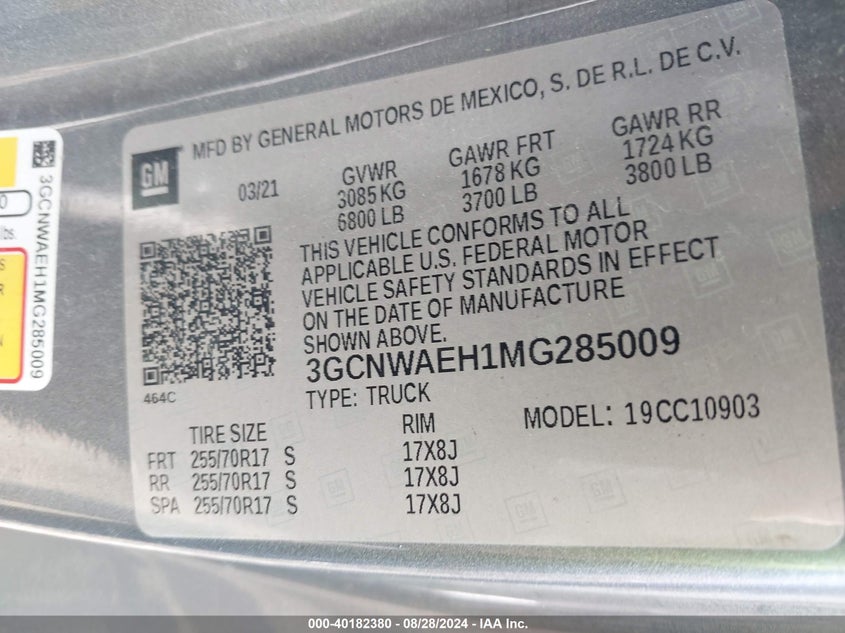 MFD BY GENERAL MOTORS DE MEXICO, S. DE R.L. DE C.V.
GM
03/21
GVWR
3085 KG
6800 LB
GAWR FRT
1678 KG
3700 LB
GAWR RR
1724 KG
3800 LB
THIS VEHICLE CONFORMS TO ALL
APPLICABLE U.S. FEDERAL MOTOR
VEHICLE SAFETY STANDARDS IN EFFECT
ON THE DATE OF MANUFACTURE
SHOWN ABOVE.
3GCNWAEH1MG285009
464C
TYPE: TRUCK
MODEL: 19CC10903
TIRE SIZE RIM
FRT 255/70R17 S 17X8J
RR 255/70R17 S 17X8J
SPA 255/70R17 S 17X8J
3GCNWAEH1MG285009
lbs.
000-40182380 - 08/28/2024 - IAA Inc.